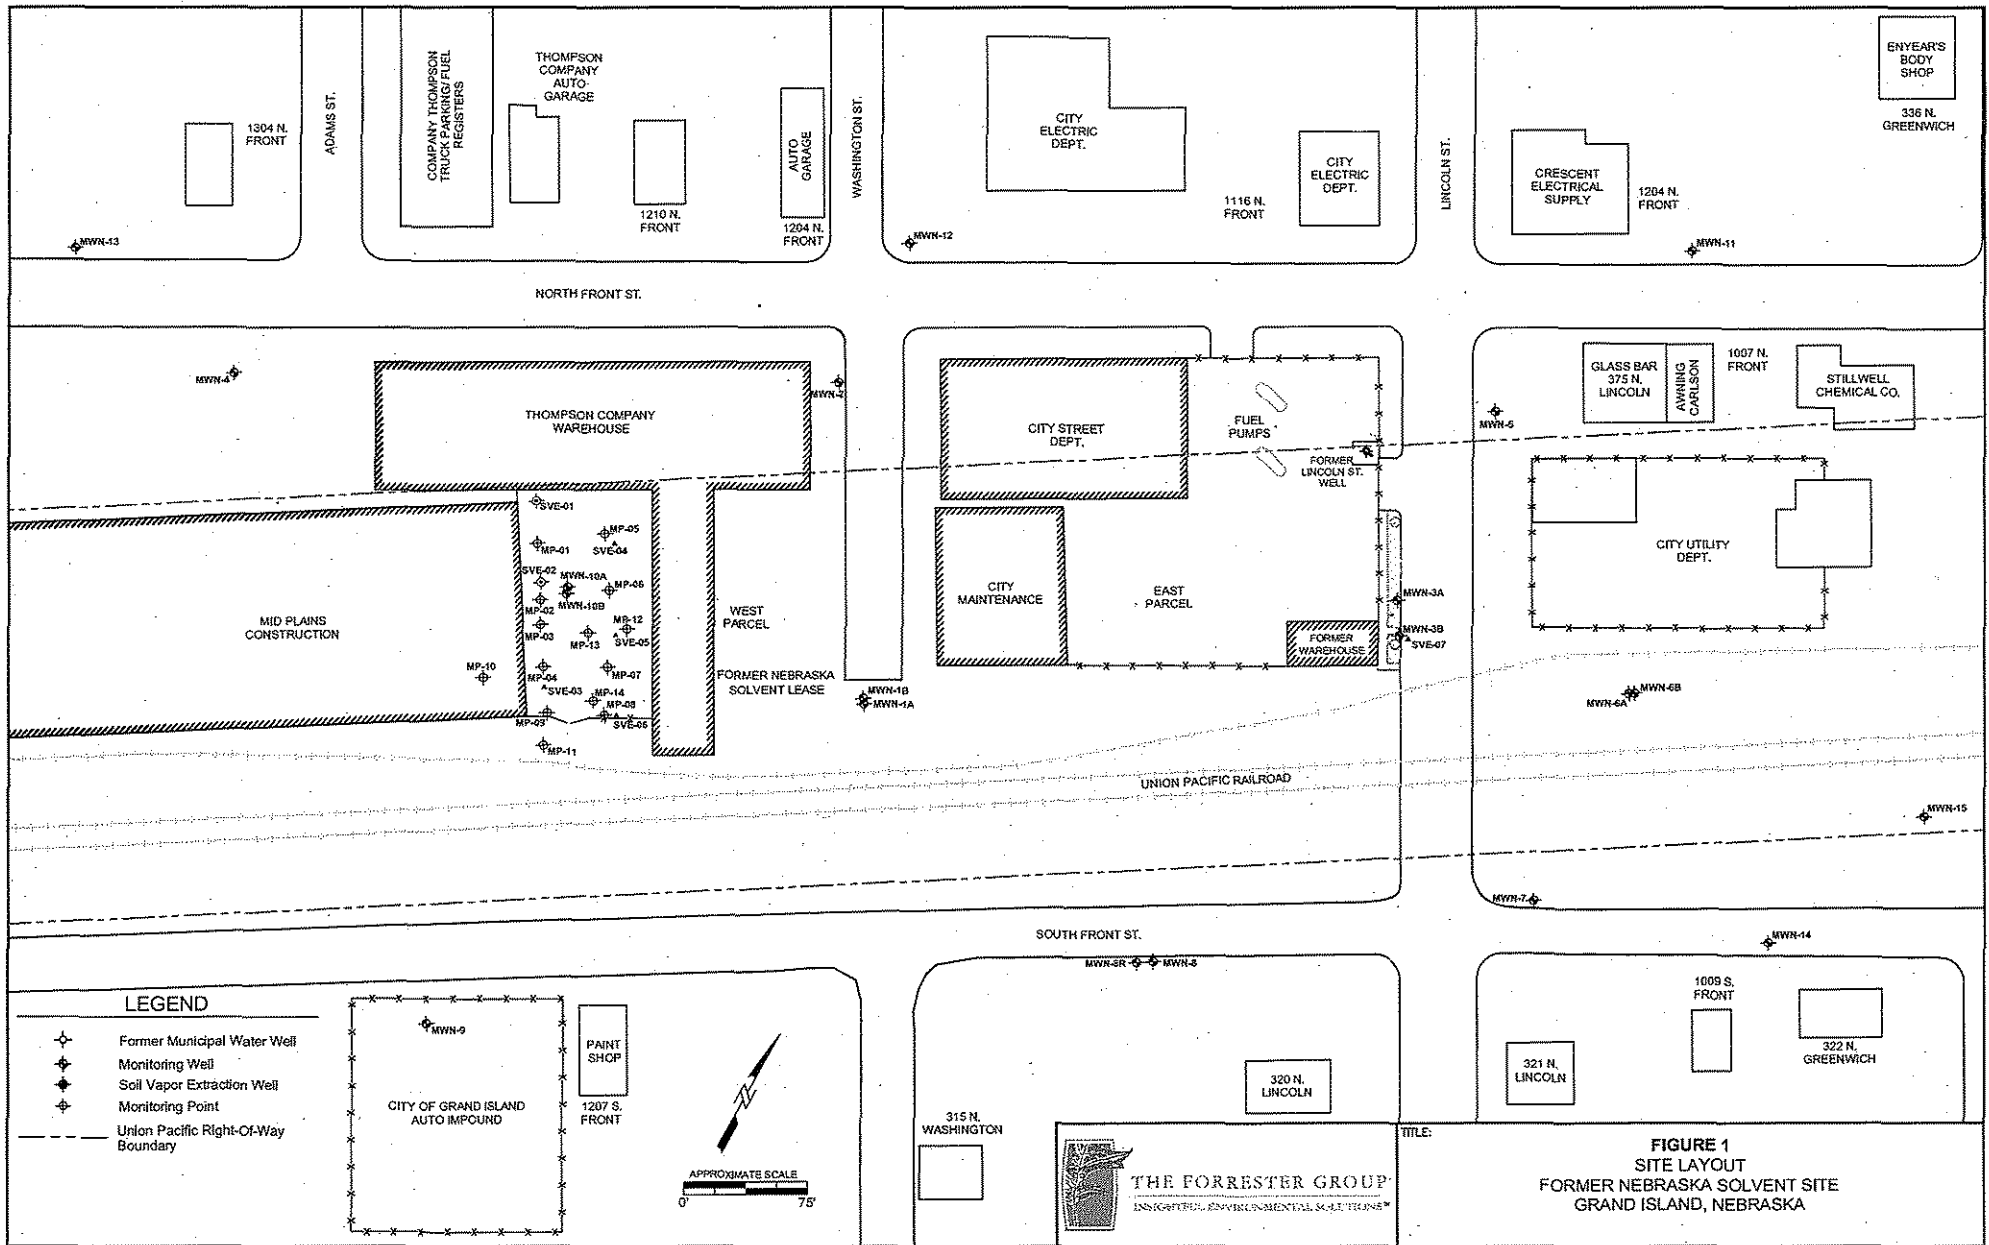 ENYEAR'S
BODY
SHOP
336 N.
GREENWICH
1304 N.
FRONT
ADAMS ST.
COMPANY THOMPSON
TRUCK PARKING/ FUEL
REGISTERS
THOMPSON
COMPANY
AUTO
GARAGE
1210 N.
FRONT
AUTO
GARAGE
1204 N.
FRONT
WASHINGTON ST.
CITY
ELECTRIC
DEPT.
1116 N.
FRONT
CITY
ELECTRIC
DEPT.
LINCOLN ST.
CRESCENT
ELECTRICAL
SUPPLY
1204 N.
FRONT
MWN-13
MWN-12
MWN-11
NORTH FRONT ST.
MWN-4
THOMPSON COMPANY
WAREHOUSE
MWN-2
CITY STREET
DEPT.
FUEL
PUMPS
FORMER
LINCOLN ST.
WELL
MWN-5
GLASS BAR
375 N.
LINCOLN
AWNING
CARLSON
1007 N.
FRONT
STILLWELL
CHEMICAL CO.
SVE-01
MP-05
MP-01
SVE-04
SVE-02
MWN-10A
MP-06
MWN-10B
MP-02
MP-03
MP-12
MP-13
SVE-05
MP-10
MP-04
MP-07
SVE-03
MP-14
MP-08
MP-09
SVE-06
MP-11
MID PLAINS
CONSTRUCTION
WEST
PARCEL
FORMER NEBRASKA
SOLVENT LEASE
MWN-1B
MWN-1A
CITY
MAINTENANCE
EAST
PARCEL
FORMER
WAREHOUSE
MWN-3A
MWN-3B
SVE-07
CITY UTILITY
DEPT.
MWN-6B
MWN-6A
UNION PACIFIC RAILROAD
MWN-15
MWN-7
SOUTH FRONT ST.
MWN-8R
MWN-8
MWN-14
LEGEND
Former Municipal Water Well
Monitoring Well
Soil Vapor Extraction Well
Monitoring Point
Union Pacific Right-Of-Way
Boundary
MWN-9
CITY OF GRAND ISLAND
AUTO IMPOUND
PAINT
SHOP
1207 S.
FRONT
N
APPROXIMATE SCALE
0'
75'
315 N.
WASHINGTON
320 N.
LINCOLN
321 N.
LINCOLN
1009 S.
FRONT
322 N.
GREENWICH
THE FORRESTER GROUP
INSIGHTFUL ENVIRONMENTAL SOLUTIONS
TITLE:
FIGURE 1
SITE LAYOUT
FORMER NEBRASKA SOLVENT SITE
GRAND ISLAND, NEBRASKA